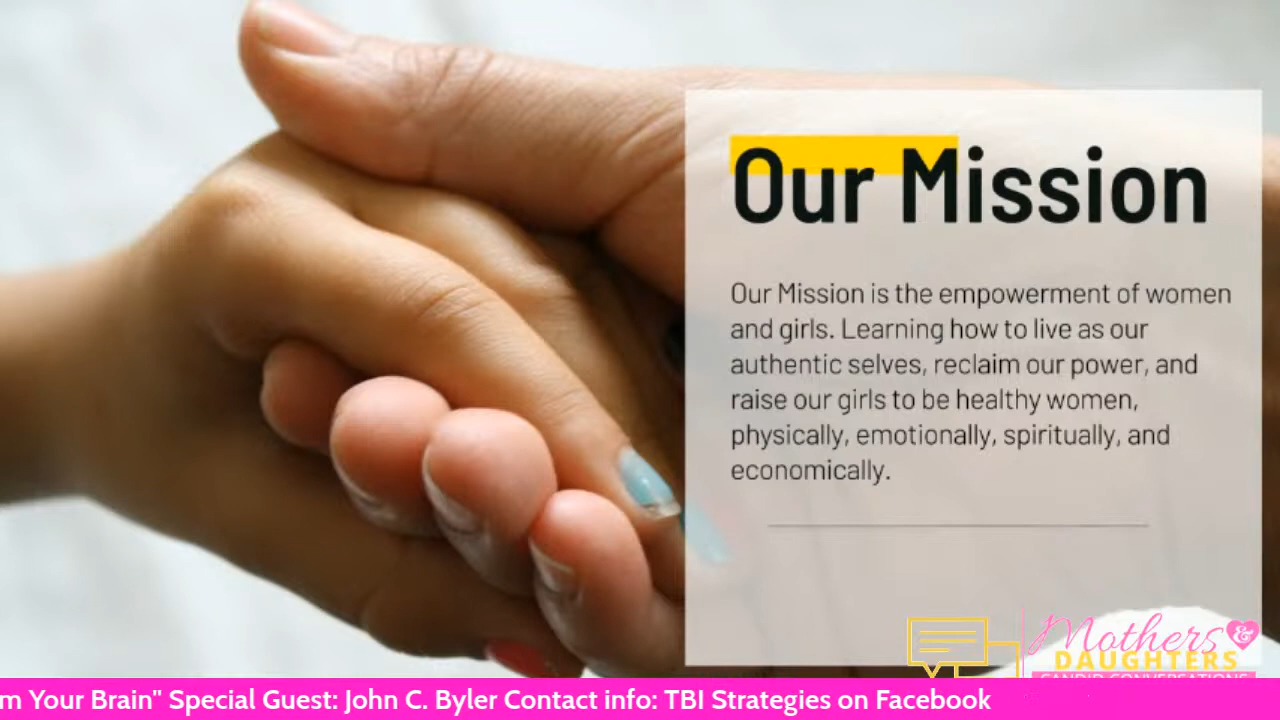 Our Mission
Our Mission is the empowerment of women
and girls. Learning how to live as our
authentic selves, reclaim our power, and
raise our girls to be healthy women,
physically, emotionally, spiritually, and
economically.
Mothers &
DAUGHTERS
CANDID CONVERSATIONS
m Your Brain" Special Guest: John C. Byler Contact info: TBI Strategies on Facebook